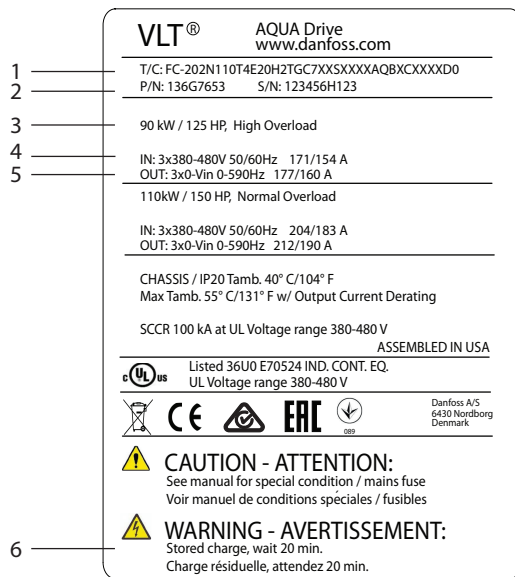 VLT® AQUA Drive
www.danfoss.com
1 T/C: FC-202N110T4E20H2TGC7XXSXXXXAQBXCXXXXD0
2 P/N: 136G7653 S/N: 123456H123
3 90 kW / 125 HP, High Overload
4 IN: 3x380-480V 50/60Hz 171/154 A
5 OUT: 3x0-Vin 0-590Hz 177/160 A
110kW / 150 HP, Normal Overload
IN: 3x380-480V 50/60Hz 204/183 A
OUT: 3x0-Vin 0-590Hz 212/190 A
CHASSIS / IP20 Tamb. 40° C/104° F
Max Tamb. 55° C/131° F w/ Output Current Derating
SCCR 100 kA at UL Voltage range 380-480 V
ASSEMBLED IN USA
c UL us Listed 36U0 E70524 IND. CONT. EQ.
UL Voltage range 380-480 V
CE EAC 089
Danfoss A/S
6430 Nordborg
Denmark
CAUTION - ATTENTION:
See manual for special condition / mains fuse
Voir manuel de conditions spéciales / fusibles
WARNING - AVERTISSEMENT:
6 Stored charge, wait 20 min.
Charge résiduelle, attendez 20 min.